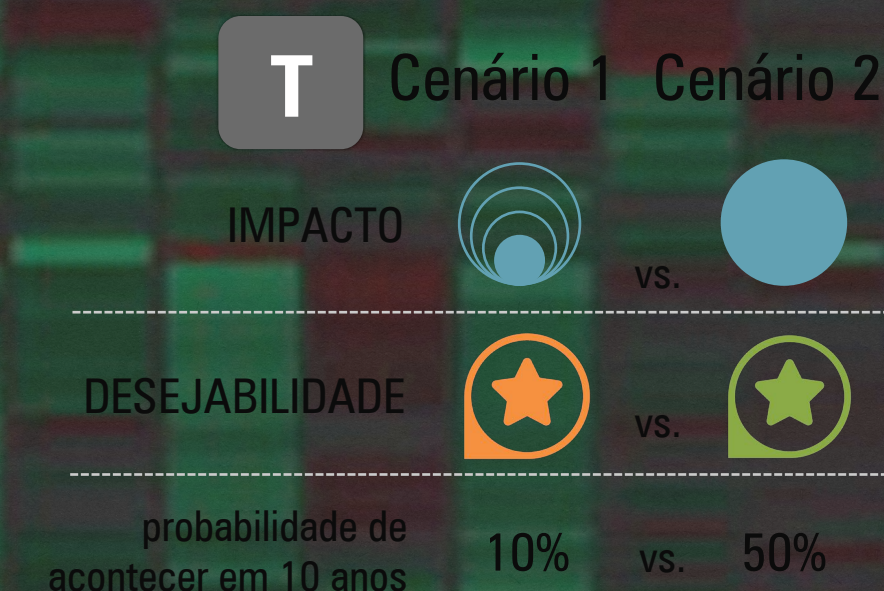 T Cenário 1 Cenário 2
IMPACTO
vs.
DESEJABILIDADE
vs.
probabilidade de
acontecer em 10 anos
10% vs. 50%